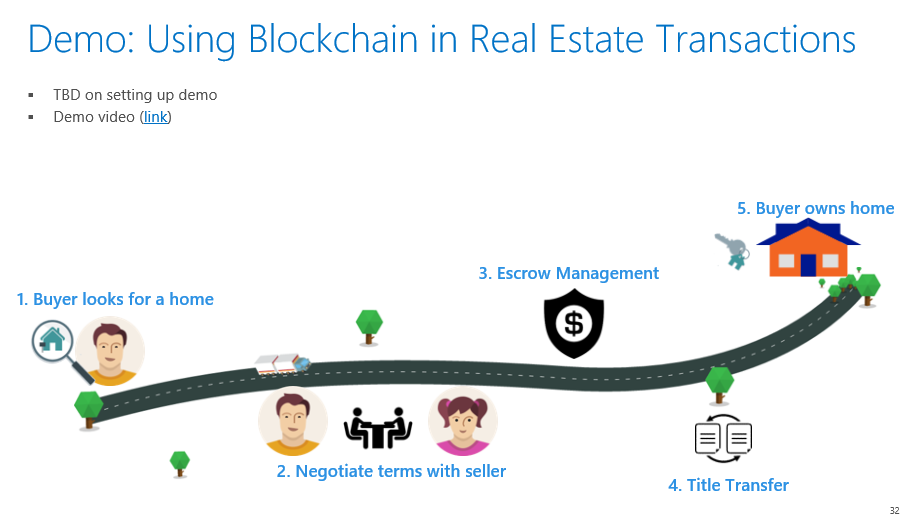 Demo: Using Blockchain in Real Estate Transactions
▪ TBD on setting up demo
▪ Demo video (link)
5. Buyer owns home
3. Escrow Management
$
1. Buyer looks for a home
2. Negotiate terms with seller
4. Title Transfer
32